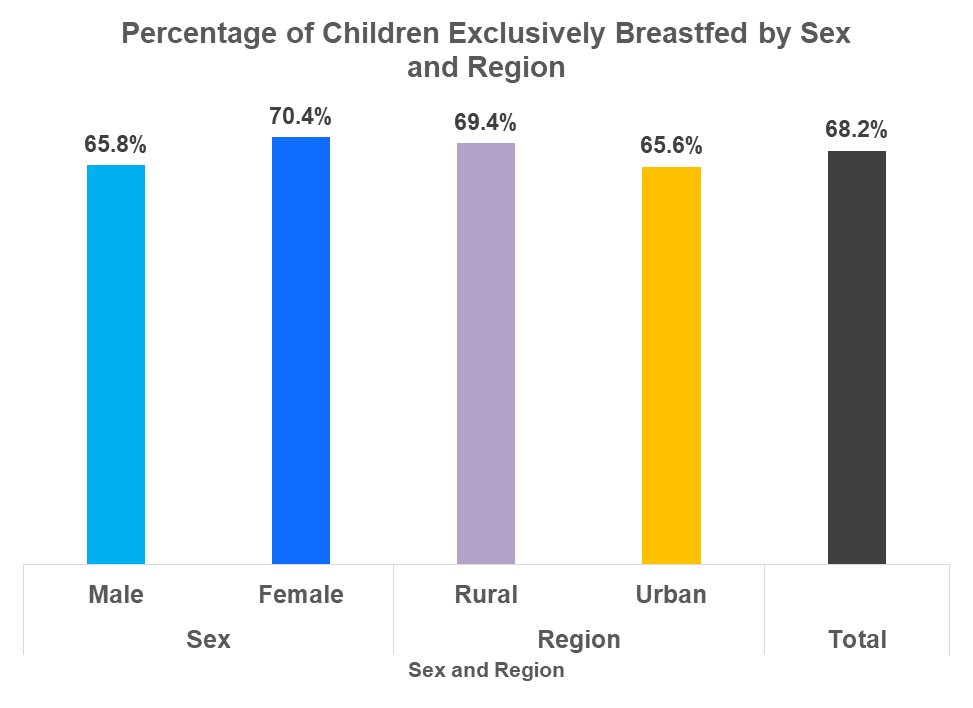 Percentage of Children Exclusively Breastfed by Sex
and Region
65.8%
70.4%
69.4%
65.6%
68.2%
Male
Female
Rural
Urban
Sex
Region
Total
Sex and Region